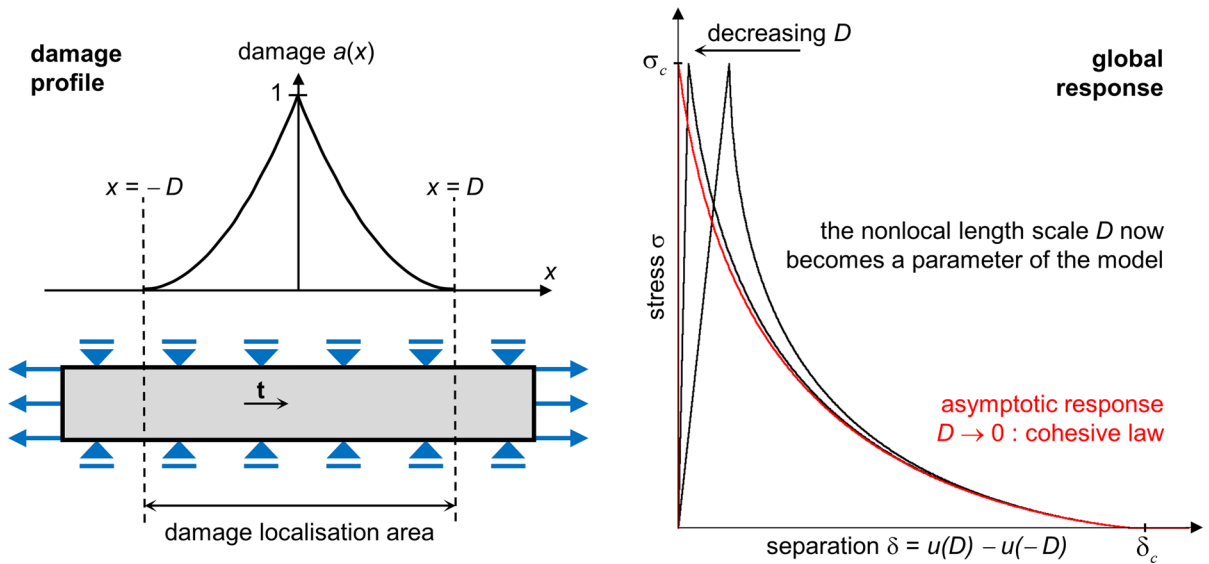 damage
profile
damage a(x)
1
x = – D
x = D
x
t
damage localisation area
decreasing D
σc
global
response
stress σ
the nonlocal length scale D now
becomes a parameter of the model
asymptotic response
D → 0 : cohesive law
separation δ = u(D) – u(– D)
δc